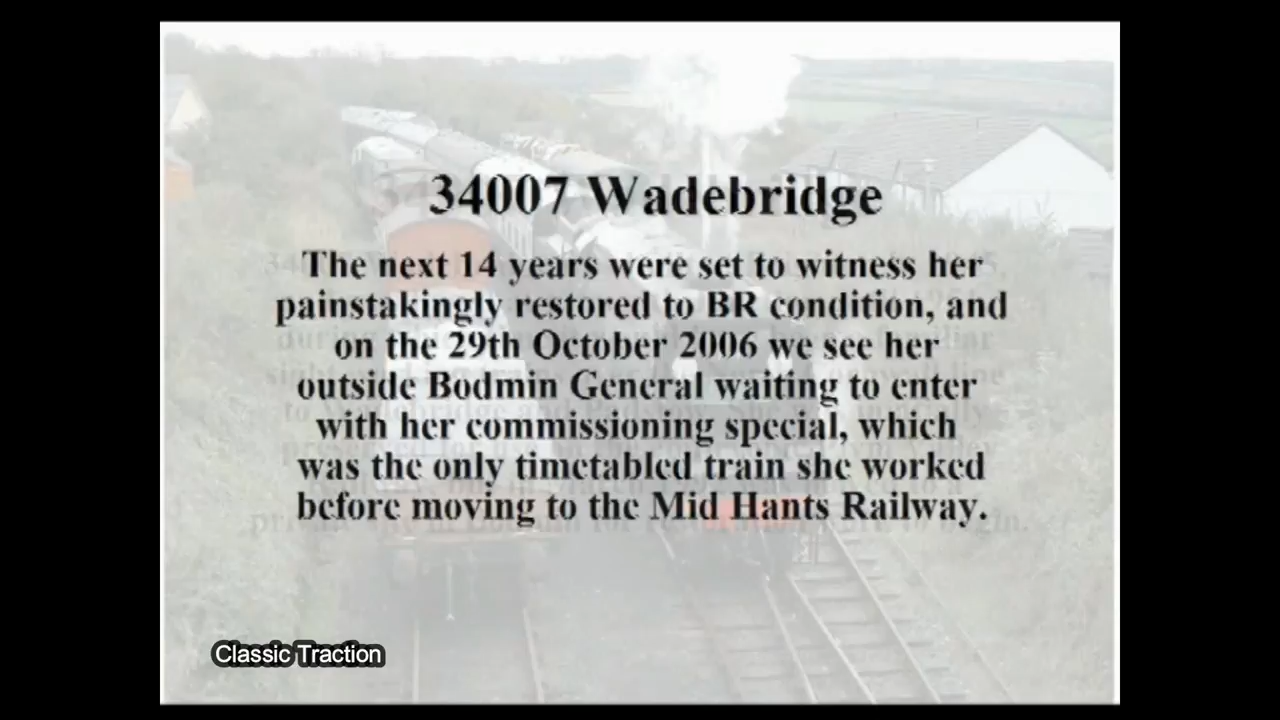 34007 Wadebridge
The next 14 years were set to witness her
painstakingly restored to BR condition, and
on the 29th October 2006 we see her
outside Bodmin General waiting to enter
with her commissioning special, which
was the only timetabled train she worked
before moving to the Mid Hants Railway.
Classic Traction